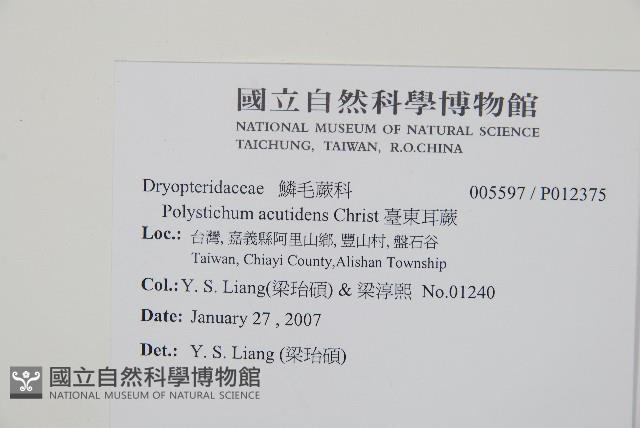 國立自然科學博物館
NATIONAL MUSEUM OF NATURAL SCIENCE
TAICHUNG, TAIWAN, R.O.CHINA
Dryopteridaceae 鱗毛蕨科 005597 / P012375
Polystichum acutidens Christ 臺東耳蕨
Loc.: 台灣, 嘉義縣阿里山鄉, 豐山村, 盤石谷
Taiwan, Chiayi County,Alishan Township
Col.: Y. S. Liang(梁珆碩) & 梁淳熙 No.01240
Date: January 27 , 2007
Det.: Y. S. Liang (梁珆碩)
國立自然科學博物館
NATIONAL MUSEUM OF NATURAL SCIENCE